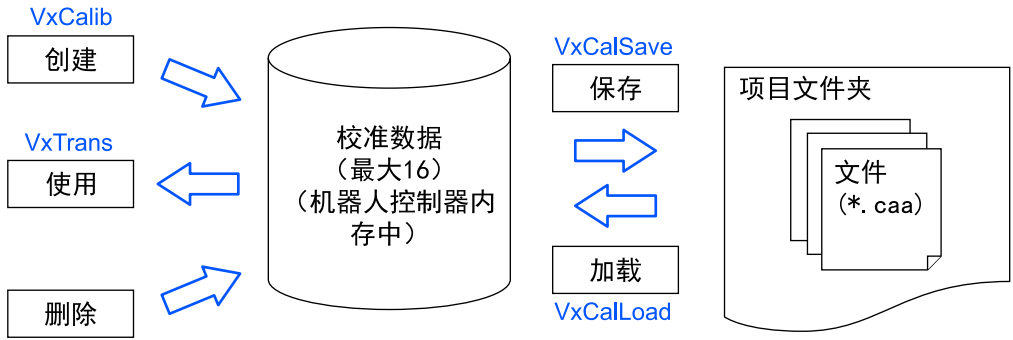 VxCalib
创建
VxTrans
使用
删除
校准数据
（最大16）
（机器人控制器内
存中）
VxCalSave
保存
加载
VxCalLoad
项目文件夹
文件
(*.caa)